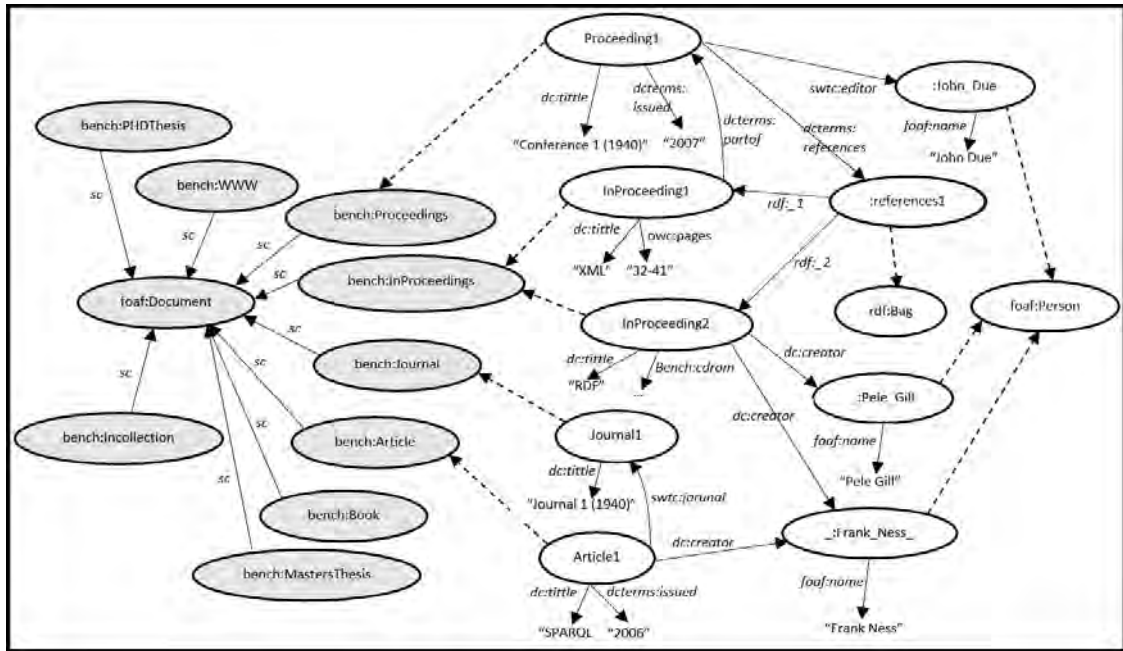 Proceeding1
dc:tittle
dcterms:
issued
dcterms:
partof
swtc:editor
:John_Due
foaf:name
"John Due"
dcterms:
references
"Conference 1 (1940)"
"2007"
bench:PHDThesis
sc
bench:WWW
sc
bench:Proceedings
sc
InProceeding1
rdf:_1
:references1
dc:tittle
owc:pages
"XML"
"32-41"
rdf:_2
bench:InProceedings
sc
foaf:Document
rdf:Bag
foaf:Person
InProceeding2
dc:tittle
Bench:cdrom
"RDF"
dc:creator
dc:creator
:Pele_Gill
foaf:name
"Pele Gill"
sc
bench:Journal
sc
sc
bench:Incollection
sc
bench:Article
Journal1
dc:tittle
"Journal 1 (1940)"
swtc:jorunal
sc
bench:Book
bench:MastersThesis
Article1
dc:creator
_:Frank_Ness_
foaf:name
"Frank Ness"
dc:tittle
dcterms:issued
"SPARQL
"2006"